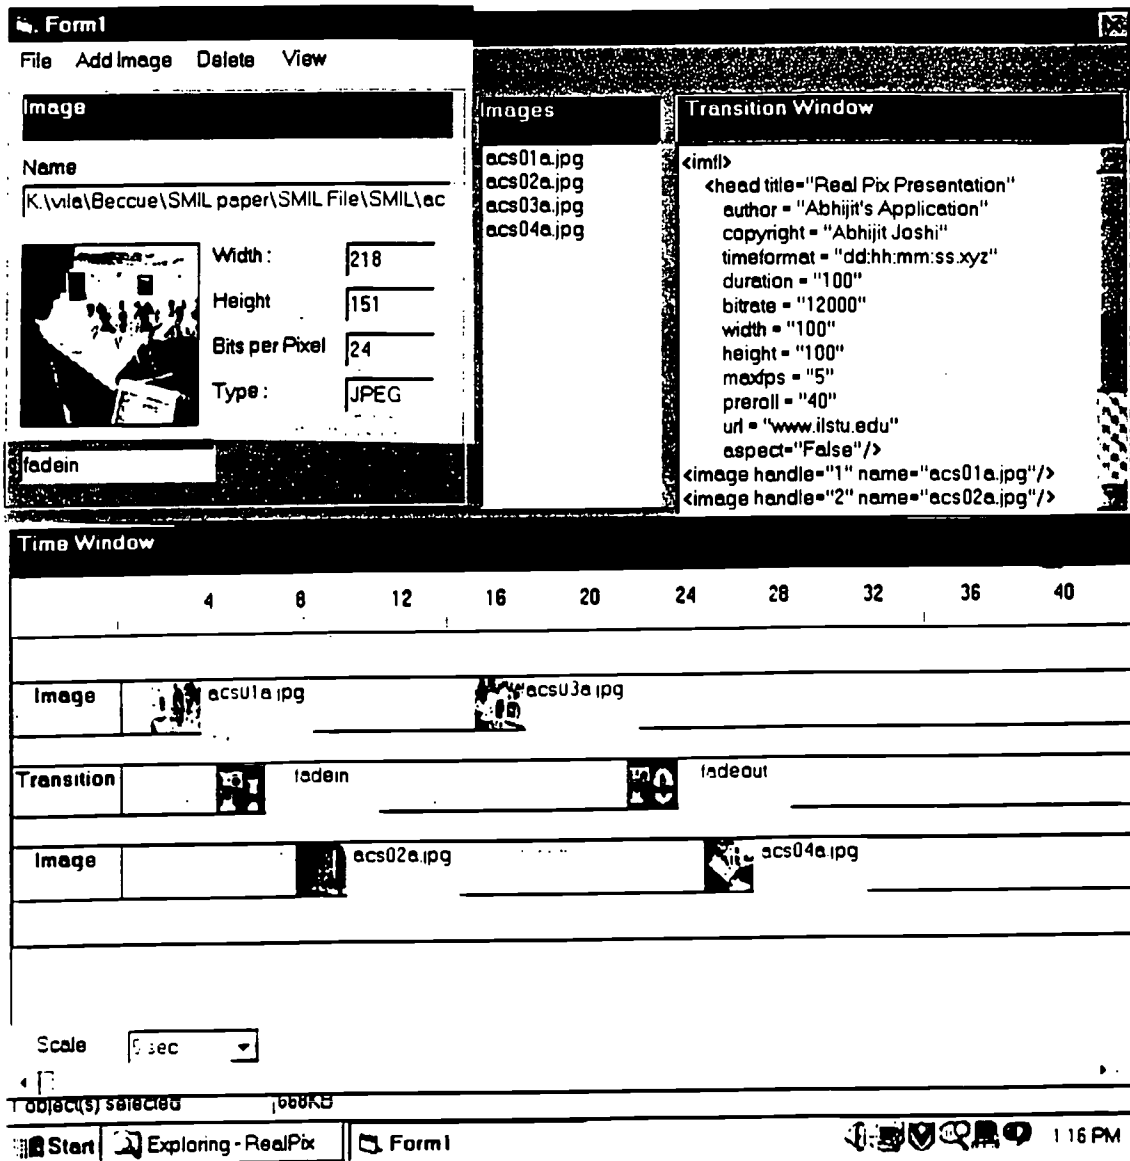 Form1
File Add Image Delete View
Image
Name
K:\vila\Beccue\SMIL paper\SMIL File\SMIL\ac
Width :
218
Height
151
Bits per Pixel
24
Type :
JPEG
fadein
Images
acs01a.jpg
acs02a.jpg
acs03a.jpg
acs04a.jpg
Transition Window
<imfl>
<head title="Real Pix Presentation"
author = "Abhijit's Application"
copyright = "Abhijit Joshi"
timeformat = "dd:hh:mm:ss.xyz"
duration = "100"
bitrate = "12000"
width = "100"
height = "100"
maxfps = "5"
preroll = "40"
url = "www.ilstu.edu"
aspect="False"/>
<image handle="1" name="acs01a.jpg"/>
<image handle="2" name="acs02a.jpg"/>
Time Window
4 8 12 16 20 24 28 32 36 40
Image acs01a.jpg acs03a.jpg
Transition FI fadein FO fadeout
Image acs02a.jpg acs04a.jpg
Scale sec
1 object(s) selected 668KB
Start Exploring - RealPix Form1 1:16 PM